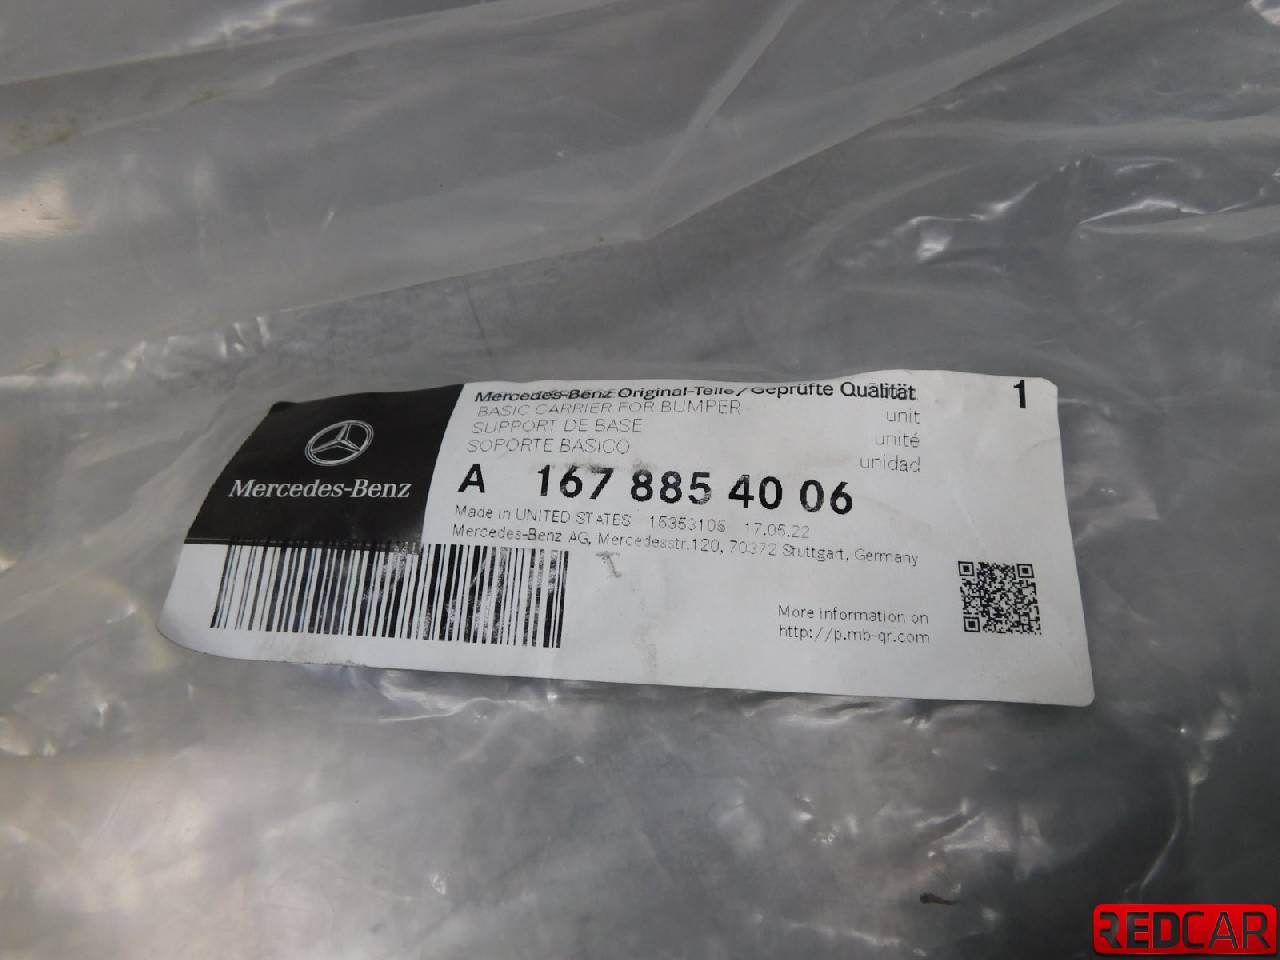 Mercedes-Benz Original-Teile/Geprüfte Qualität 1
BASIC CARRIER FOR BUMPER unit
SUPPORT DE BASE unité
SOPORTE BASICO unidad
Mercedes-Benz
A 167 885 40 06
Made in UNITED STATES 17.05.22
Mercedes-Benz AG, Mercedesstr.120, 70372 Stuttgart, Germany
More information on
http://p.mb-qr.com
REDCAR